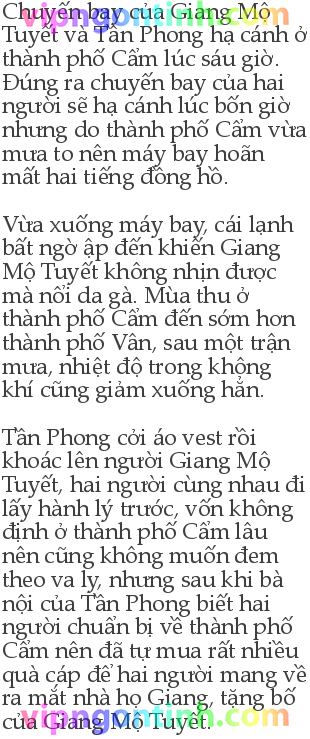 Chuyến bay của Giang Mộ
Tuyết và Tần Phong hạ cánh ở
thành phố Cẩm lúc sáu giờ.
Đúng ra chuyến bay của hai
người sẽ hạ cánh lúc bốn giờ
nhưng do thành phố Cẩm vừa
mưa to nên máy bay hoãn
mất hai tiếng đồng hồ.
Vừa xuống máy bay, cái lạnh
bất ngờ ập đến khiến Giang
Mộ Tuyết không nhịn được
mà nổi da gà. Mùa thu ở
thành phố Cẩm đến sớm hơn
thành phố Vân, sau một trận
mưa, nhiệt độ trong không
khí cũng giảm xuống hẳn.
Tần Phong cởi áo vest rồi
khoác lên người Giang Mộ
Tuyết, hai người cùng nhau đi
lấy hành lý trước, vốn không
định ở thành phố Cẩm lâu
nên cũng không muốn đem
theo va ly, nhưng sau khi bà
nội của Tần Phong biết hai
người chuẩn bị về thành phố
Cẩm nên đã tự mua rất nhiều
quà cáp để hai người mang về
ra mắt nhà họ Giang, tặng bố
của Giang Mộ Tuyết.
vipngontinh.com
vipngontinh.com